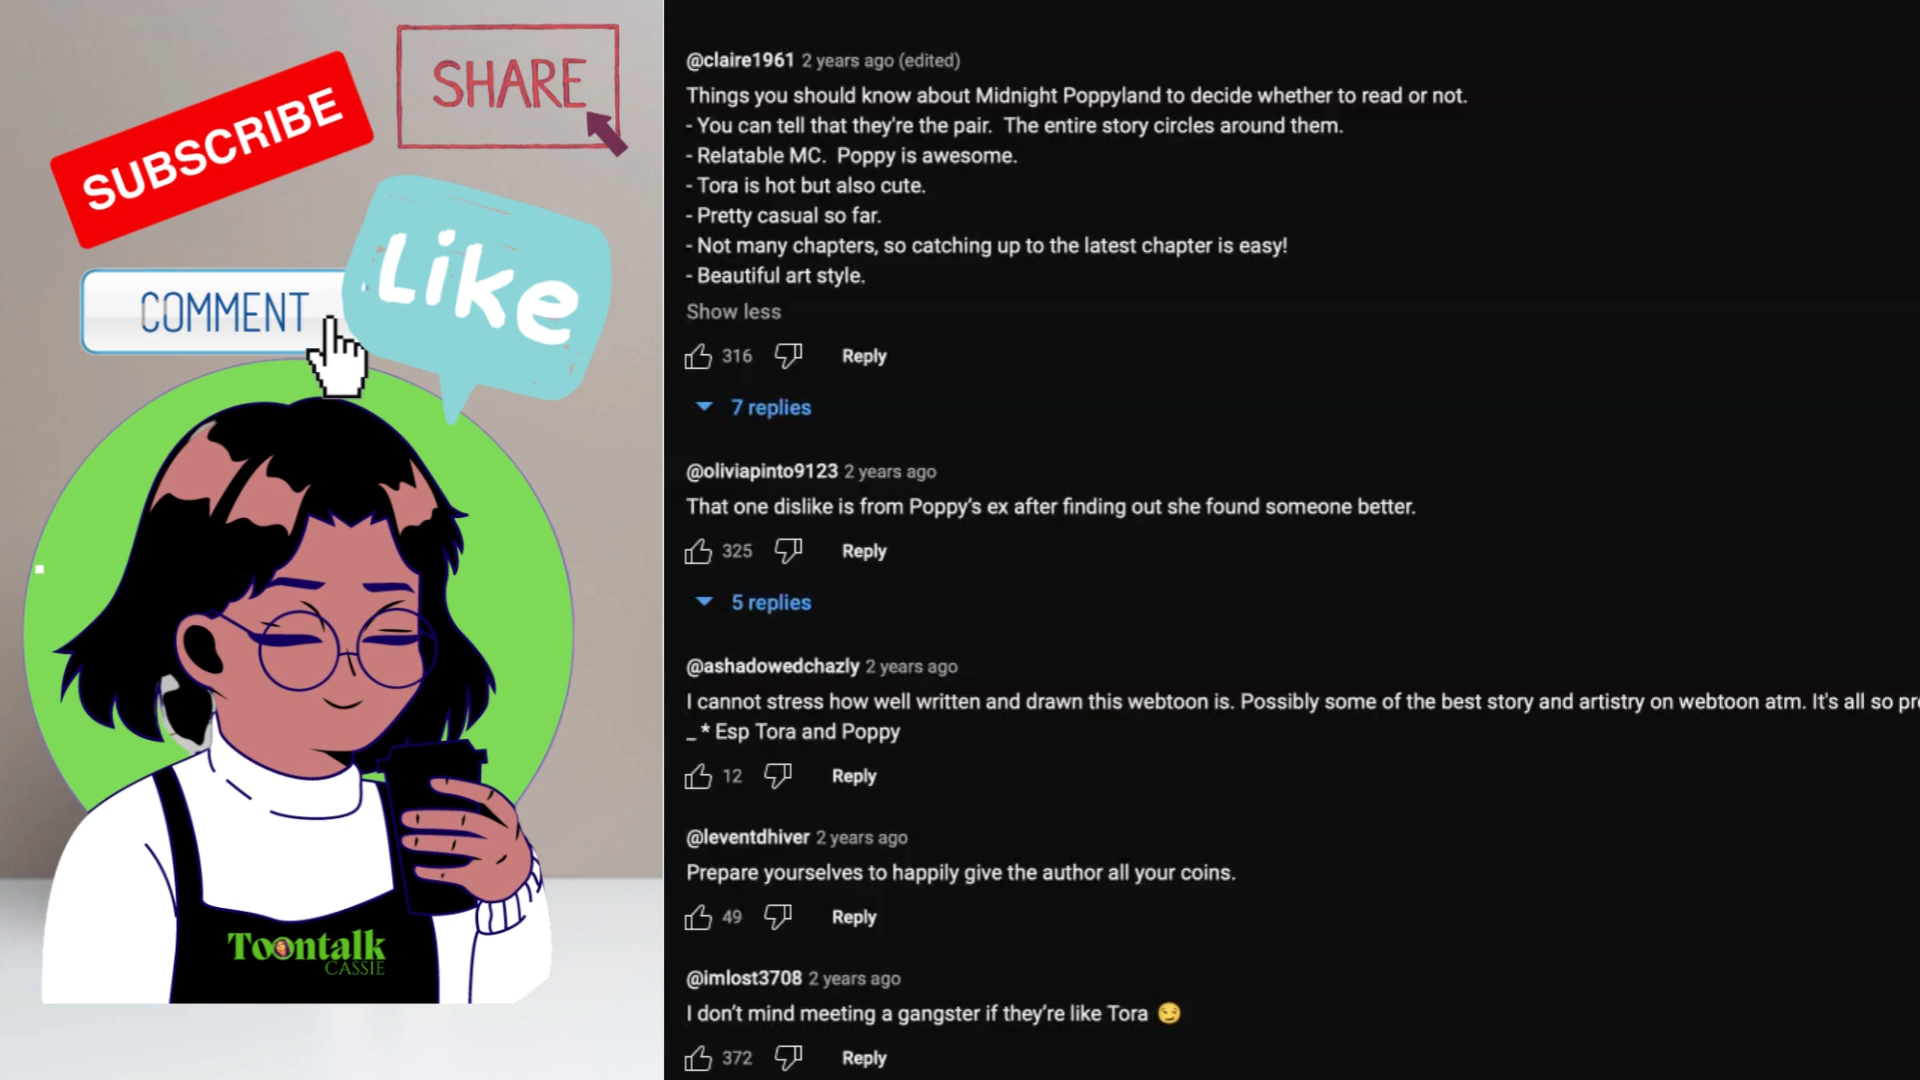 SHARE
SUBSCRIBE
Like
COMMENT
Toontalk
CASSIE
@claire1961 2 years ago (edited)
Things you should know about Midnight Poppyland to decide whether to read or not.
- You can tell that they're the pair.  The entire story circles around them.
- Relatable MC.  Poppy is awesome.
- Tora is hot but also cute.
- Pretty casual so far.
- Not many chapters, so catching up to the latest chapter is easy!
- Beautiful art style.
Show less
316 Reply
7 replies
@oliviapinto9123 2 years ago
That one dislike is from Poppy's ex after finding out she found someone better.
325 Reply
5 replies
@ashadowedchazly 2 years ago
I cannot stress how well written and drawn this webtoon is. Possibly some of the best story and artistry on webtoon atm. It's all so
_ * Esp Tora and Poppy
12 Reply
@leventdhiver 2 years ago
Prepare yourselves to happily give the author all your coins.
49 Reply
@imlost3708 2 years ago
I don't mind meeting a gangster if they're like Tora 😏
372 Reply